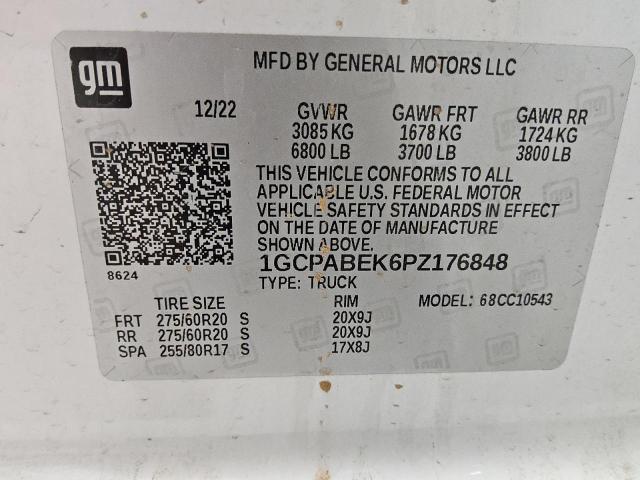 gm
MFD BY GENERAL MOTORS LLC
12/22 GVWR GAWR FRT GAWR RR
3085 KG 1678 KG 1724 KG
6800 LB 3700 LB 3800 LB
THIS VEHICLE CONFORMS TO ALL
APPLICABLE U.S. FEDERAL MOTOR
VEHICLE SAFETY STANDARDS IN EFFECT
ON THE DATE OF MANUFACTURE
SHOWN ABOVE.
8624
1GCPABEK6PZ176848
TYPE: TRUCK
TIRE SIZE RIM MODEL: 68CC10543
FRT 275/60R20 S 20X9J
RR 275/60R20 S 20X9J
SPA 255/80R17 S 17X8J